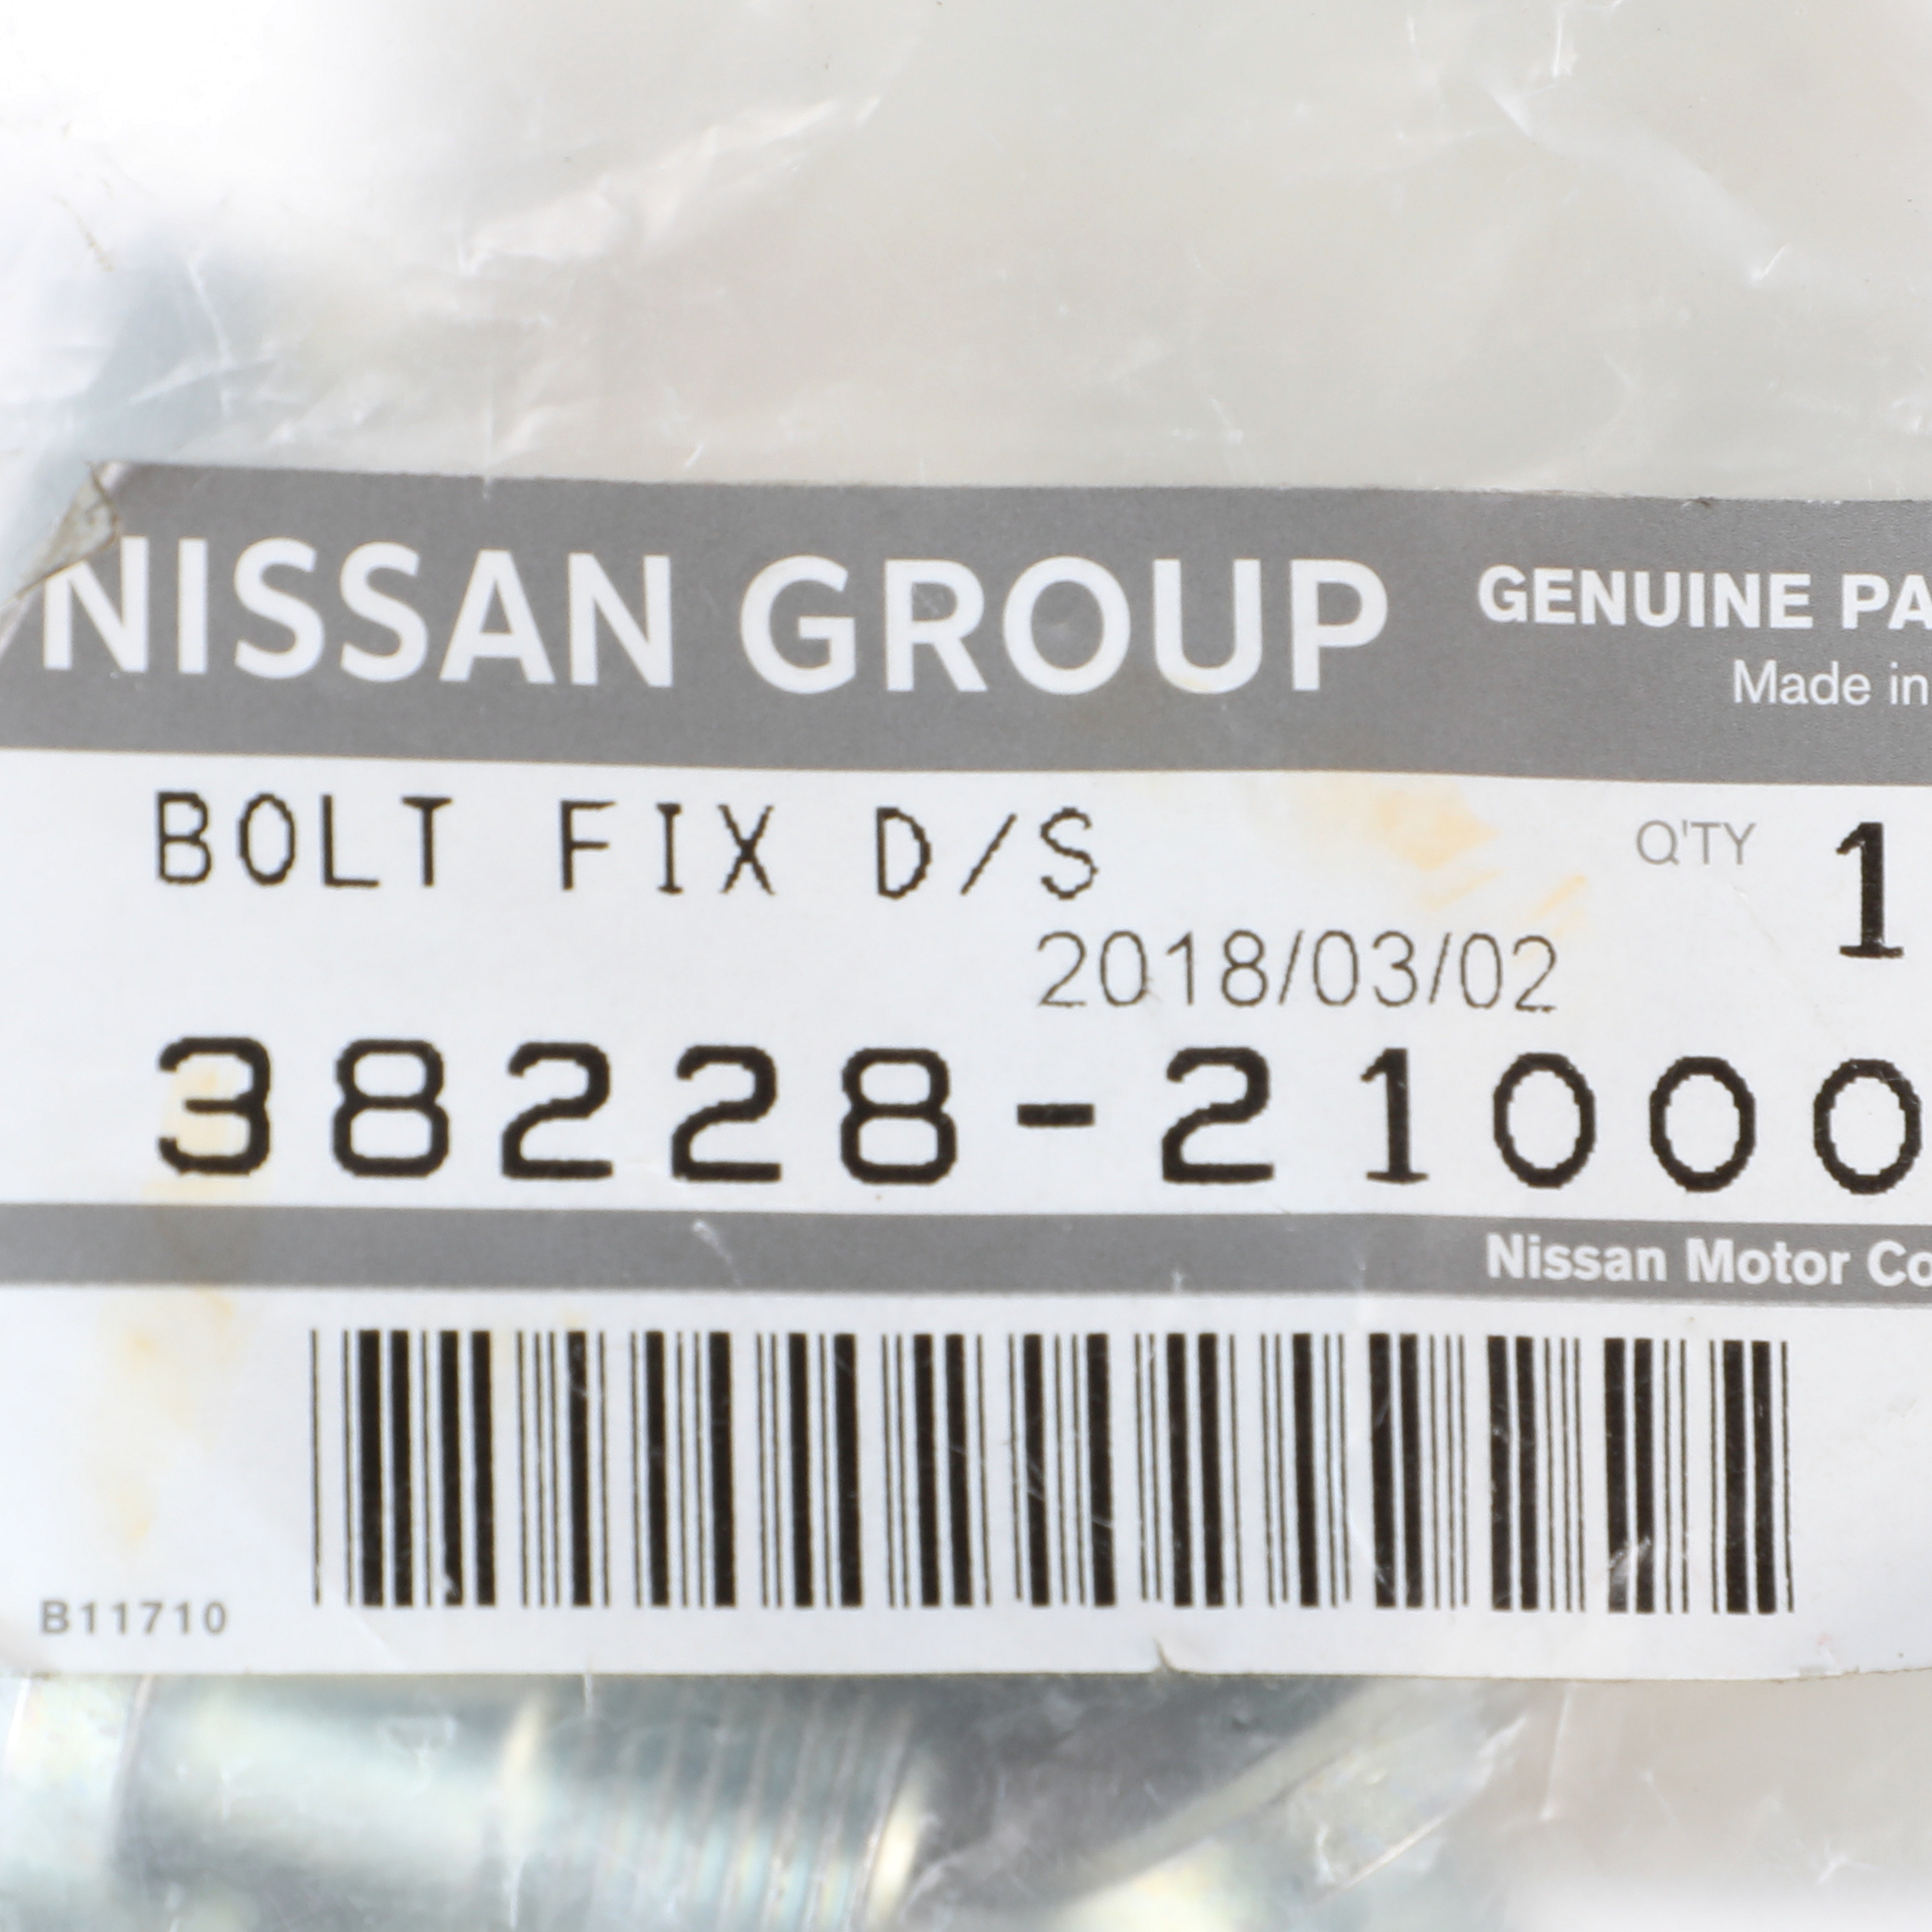 NISSAN GROUP GENUINE PA
Made in
BOLT FIX D/S Q'TY 1
2018/03/02
38228-21000
Nissan Motor Co
B11710